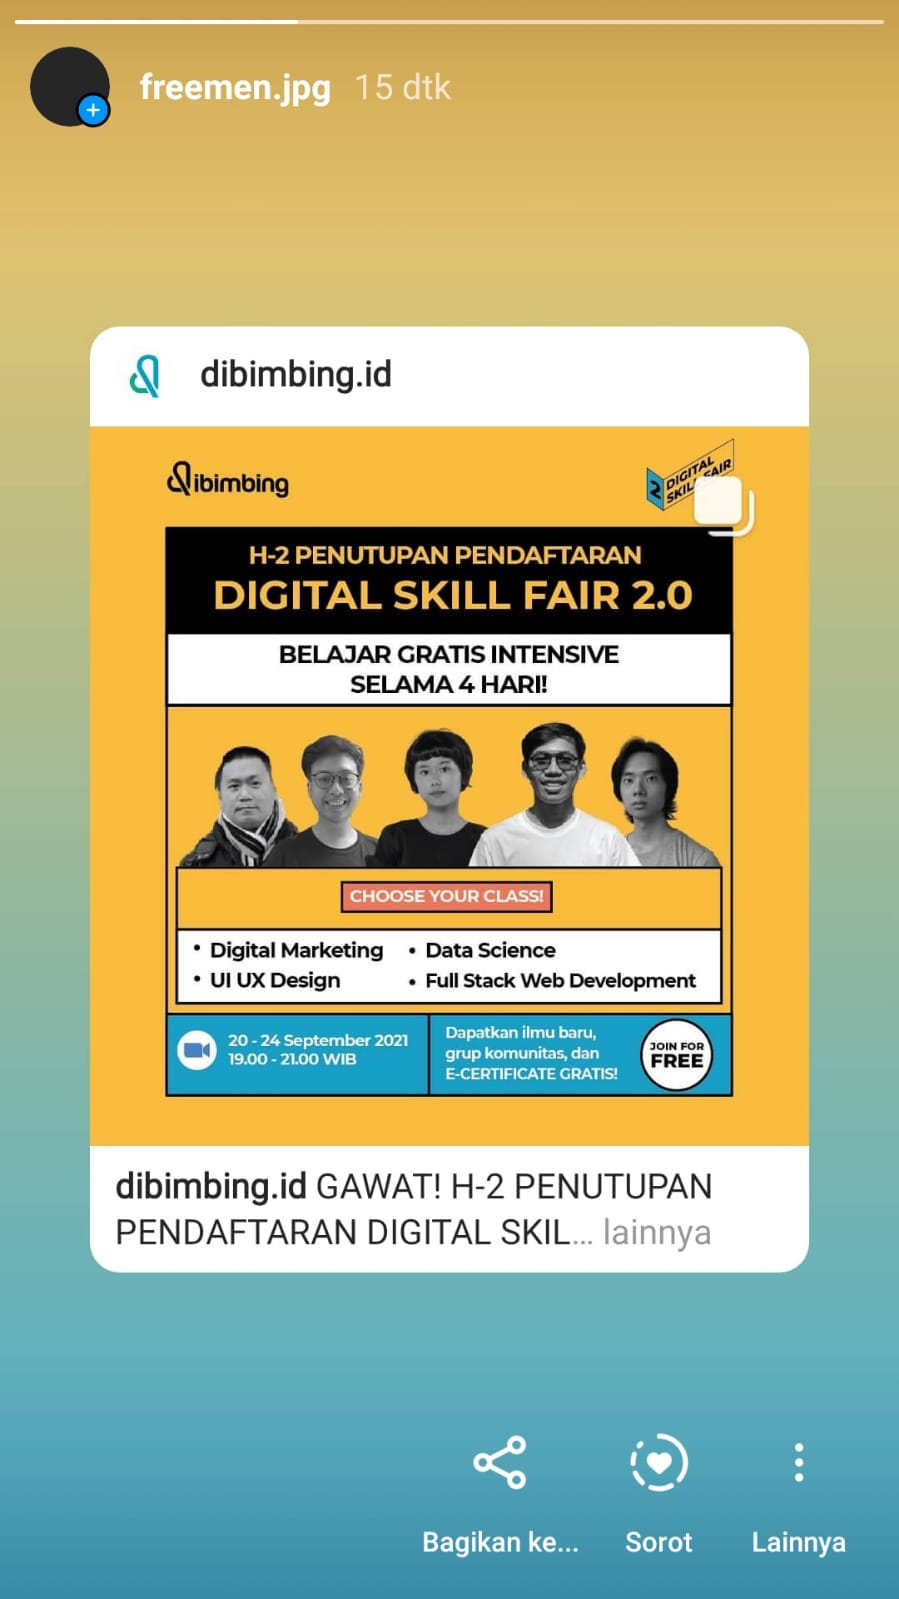 freemen.jpg 15 dtk
dibimbing.id
ibimbing
2 DIGITAL
SKILL FAIR
H-2 PENUTUPAN PENDAFTARAN
DIGITAL SKILL FAIR 2.0
BELAJAR GRATIS INTENSIVE
SELAMA 4 HARI!
CHOOSE YOUR CLASS!
• Digital Marketing • Data Science
• UI UX Design • Full Stack Web Development
20 - 24 September 2021
19.00 - 21.00 WIB
Dapatkan ilmu baru,
grup komunitas, dan
E-CERTIFICATE GRATIS!
JOIN FOR
FREE
dibimbing.id GAWAT! H-2 PENUTUPAN
PENDAFTARAN DIGITAL SKIL... lainnya
Bagikan ke... Sorot Lainnya